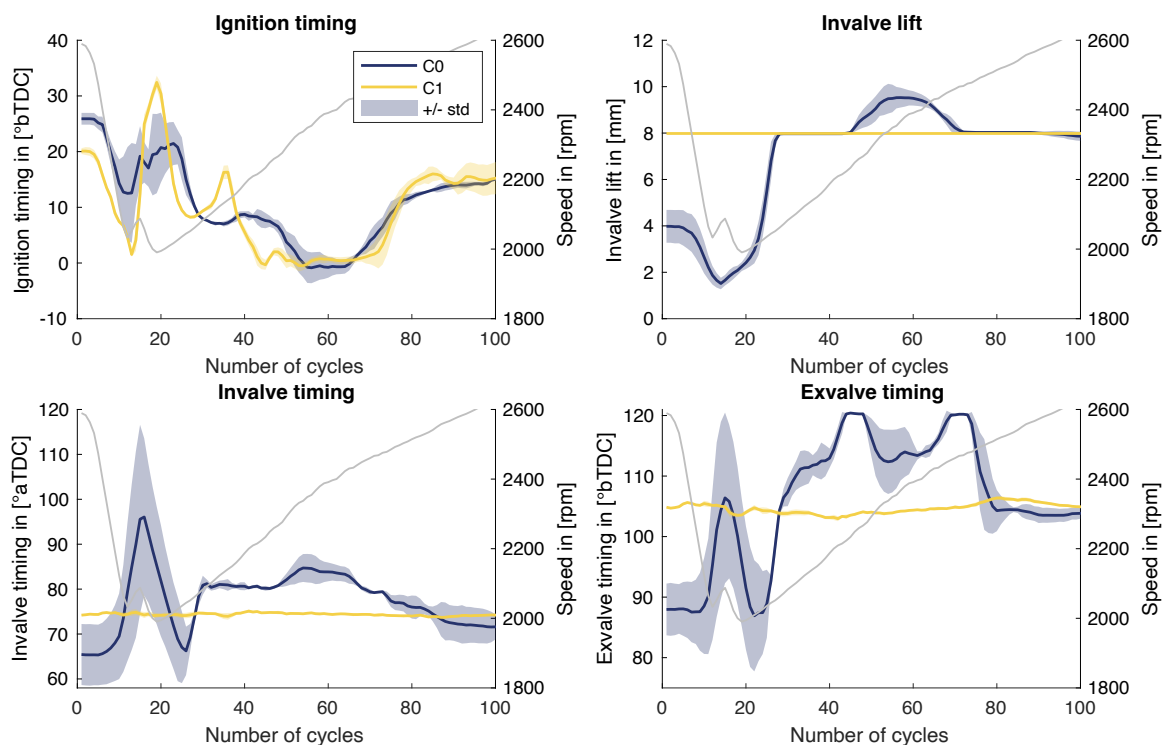 Ignition timing
Ignition timing in [°bTDC]
40
30
20
10
0
-10
C0
C1
+/- std
2600
2400
2200
2000
1800
Speed in [rpm]
0 20 40 60 80 100
Number of cycles
Invalve lift
Invalve lift in [mm]
12
10
8
6
4
2
0
2600
2400
2200
2000
1800
Speed in [rpm]
0 20 40 60 80 100
Number of cycles
Invalve timing
Invalve timing in [°aTDC]
120
110
100
90
80
70
60
2600
2400
2200
2000
1800
Speed in [rpm]
0 20 40 60 80 100
Number of cycles
Exvalve timing
Exvalve timing in [°bTDC]
120
110
100
90
80
2600
2400
2200
2000
1800
Speed in [rpm]
0 20 40 60 80 100
Number of cycles